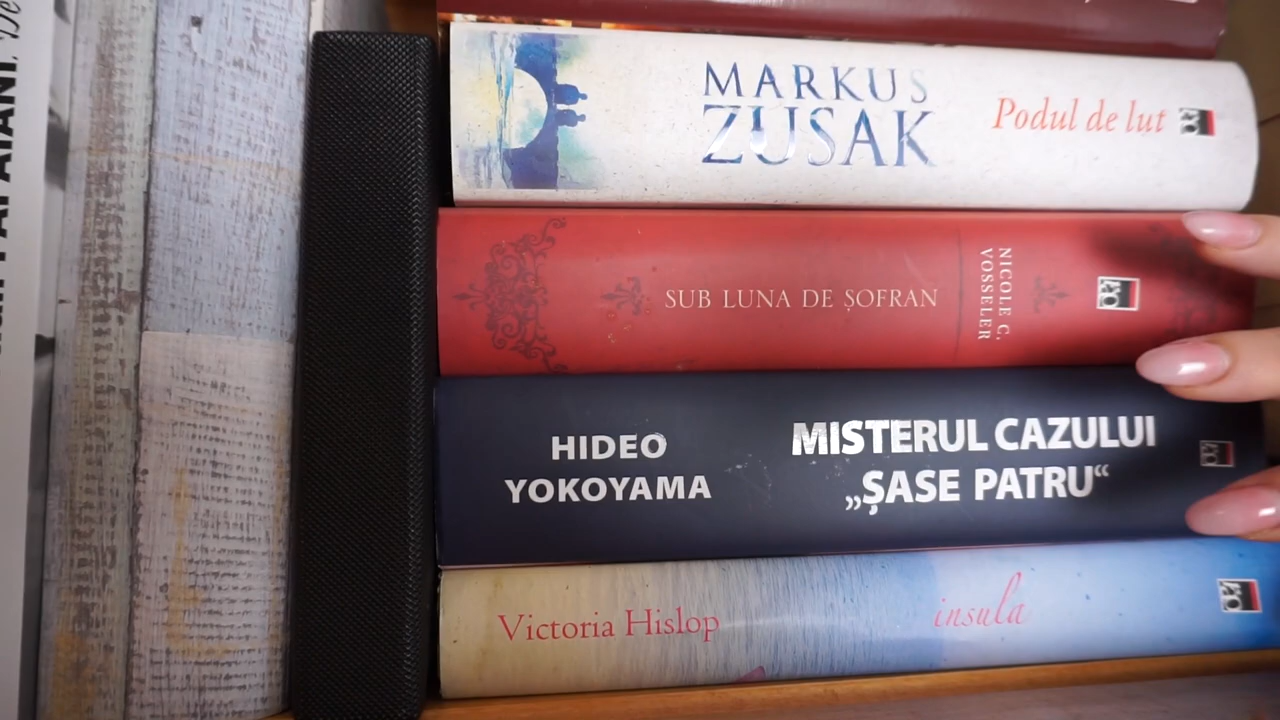 MARKUS
ZUSAK
Podul de lut
SUB LUNA DE ȘOFRAN
NICOLE C.
VOSSELER
HIDEO
YOKOYAMA
MISTERUL CAZULUI
„ȘASE PATRU“
Victoria Hislop
insula